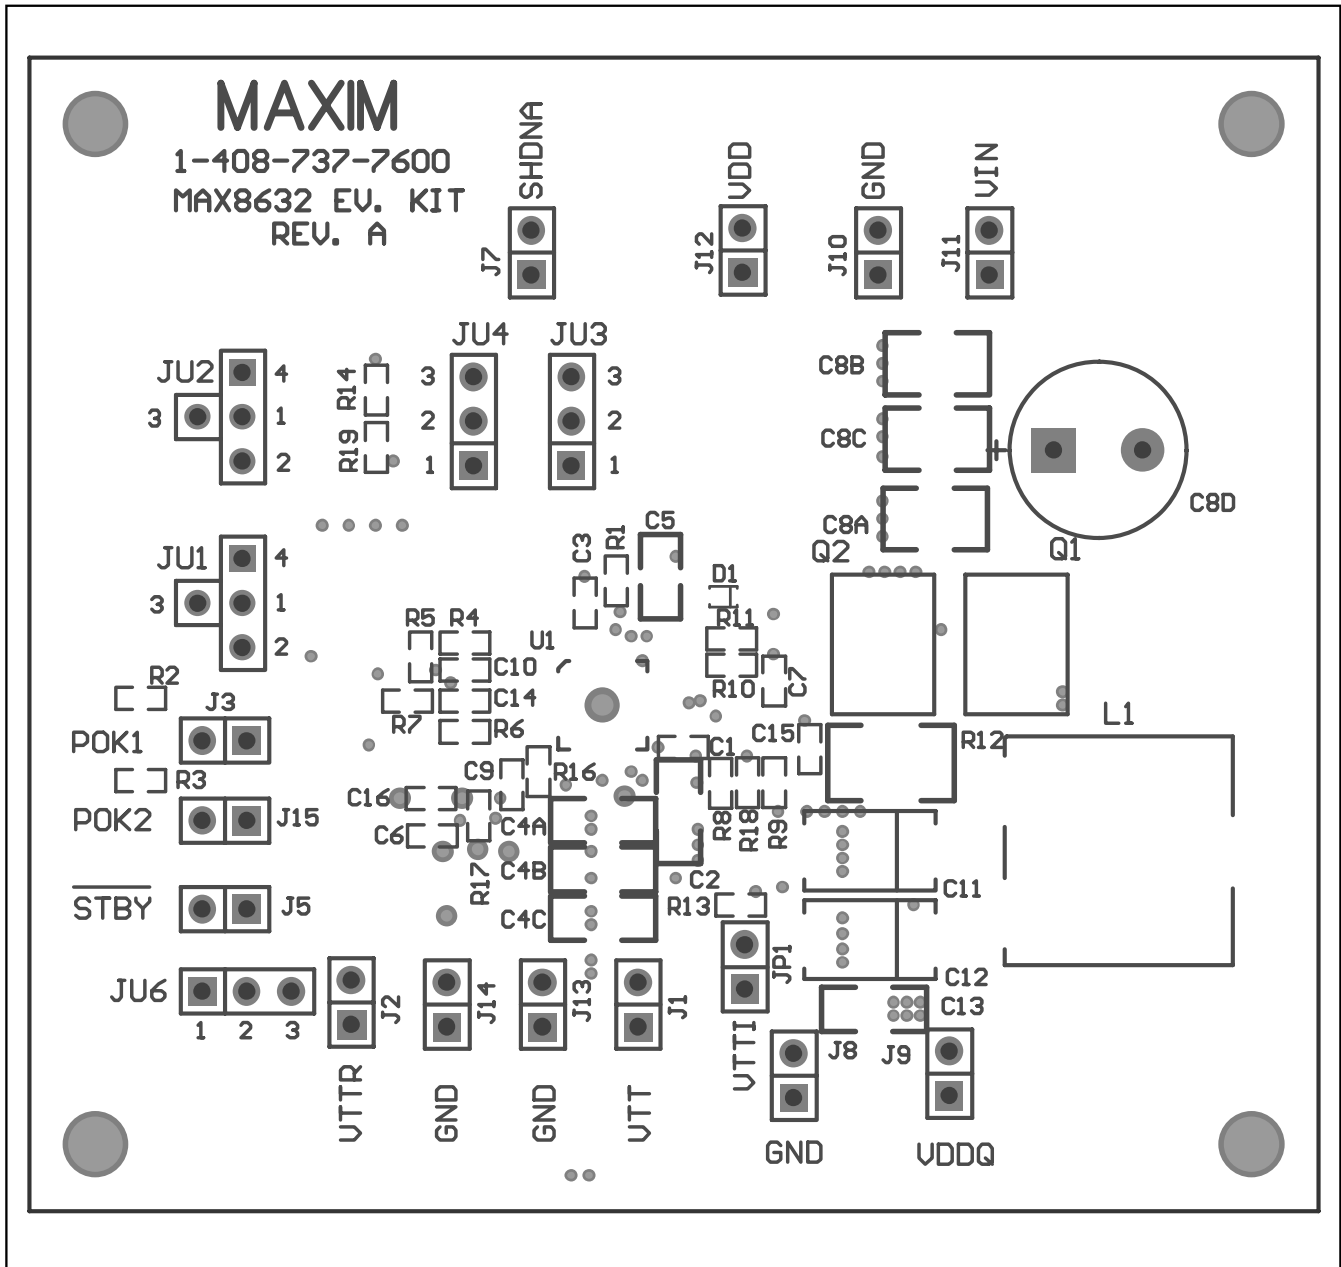 MAXIM
1-408-737-7600
MAX8632 EV. KIT
REV. A
SHDNA
J7
VDD
J12
GND
J10
VIN
J11
JU4
3
2
1
JU3
3
2
1
JU2
4
3
1
2
R14
R19
C8B
C8C
+
C8D
C8A
Q2
Q1
JU1
4
3
1
2
C3
R1
C5
D1
R11
R5
R4
U1
C10
R10
C7
R2
C14
R7
R6
J3
POK1
C15
R12
L1
C1
R3
C9
R16
C16
POK2
J15
C6
C4A
R8
R18
R9
C4B
R17
C2
C11
STBY
J5
C4C
R13
JU6
1
2
3
J2
J14
J13
J1
JP1
C12
C13
VTTI
J8
J9
VTTR
GND
GND
VTT
GND
VDDQ